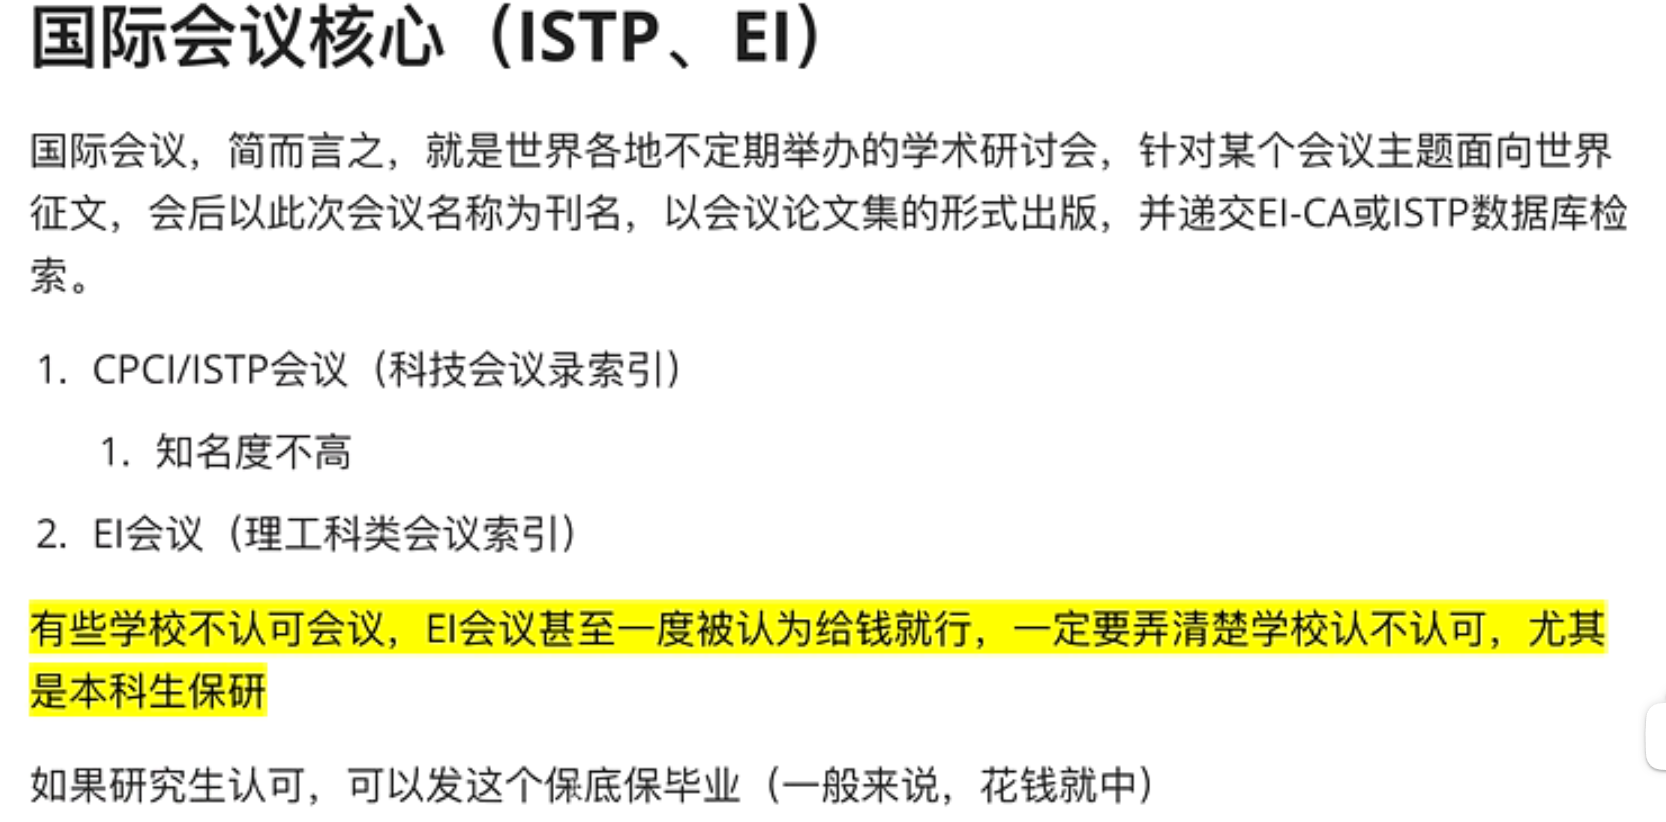 国际会议核心（ISTP、EI）
国际会议，简而言之，就是世界各地不定期举办的学术研讨会，针对某个会议主题面向世界
征文，会后以此次会议名称为刊名，以会议论文集的形式出版，并递交EI-CA或ISTP数据库检
索。
1. CPCI/ISTP会议（科技会议录索引）
1. 知名度不高
2. EI会议（理工科类会议索引）
有些学校不认可会议，EI会议甚至一度被认为给钱就行，一定要弄清楚学校认不认可，尤其
是本科生保研
如果研究生认可，可以发这个保底保毕业（一般来说，花钱就中）